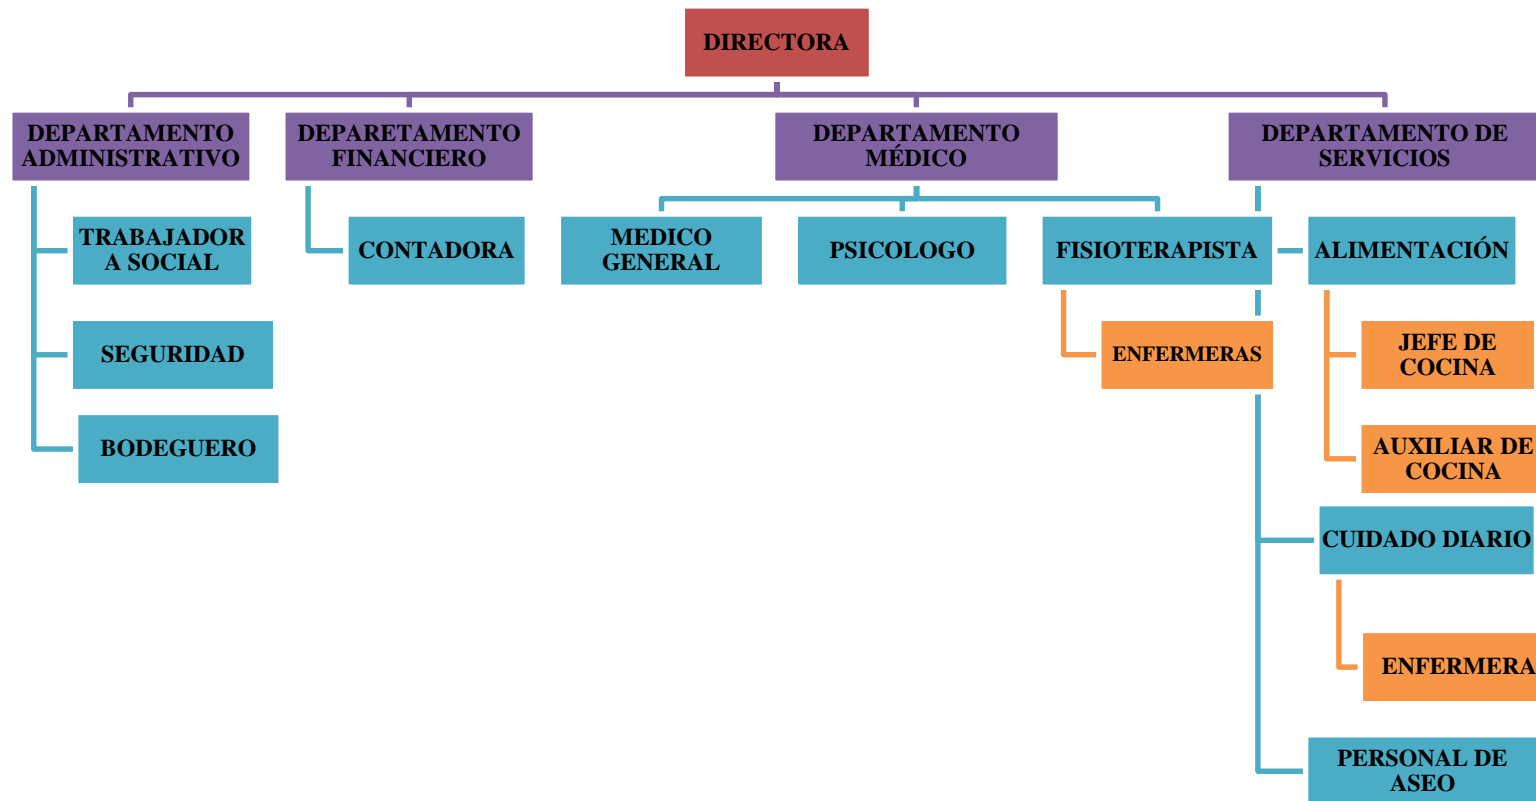 DIRECTORA
DEPARTAMENTO
ADMINISTRATIVO
DEPARETAMENTO
FINANCIERO
DEPARTAMENTO
MÉDICO
DEPARTAMENTO DE
SERVICIOS
TRABAJADOR
A SOCIAL
CONTADORA
MEDICO
GENERAL
PSICOLOGO
FISIOTERAPISTA
ALIMENTACIÓN
SEGURIDAD
ENFERMERAS
JEFE DE
COCINA
BODEGUERO
AUXILIAR DE
COCINA
CUIDADO DIARIO
ENFERMERA
PERSONAL DE
ASEO